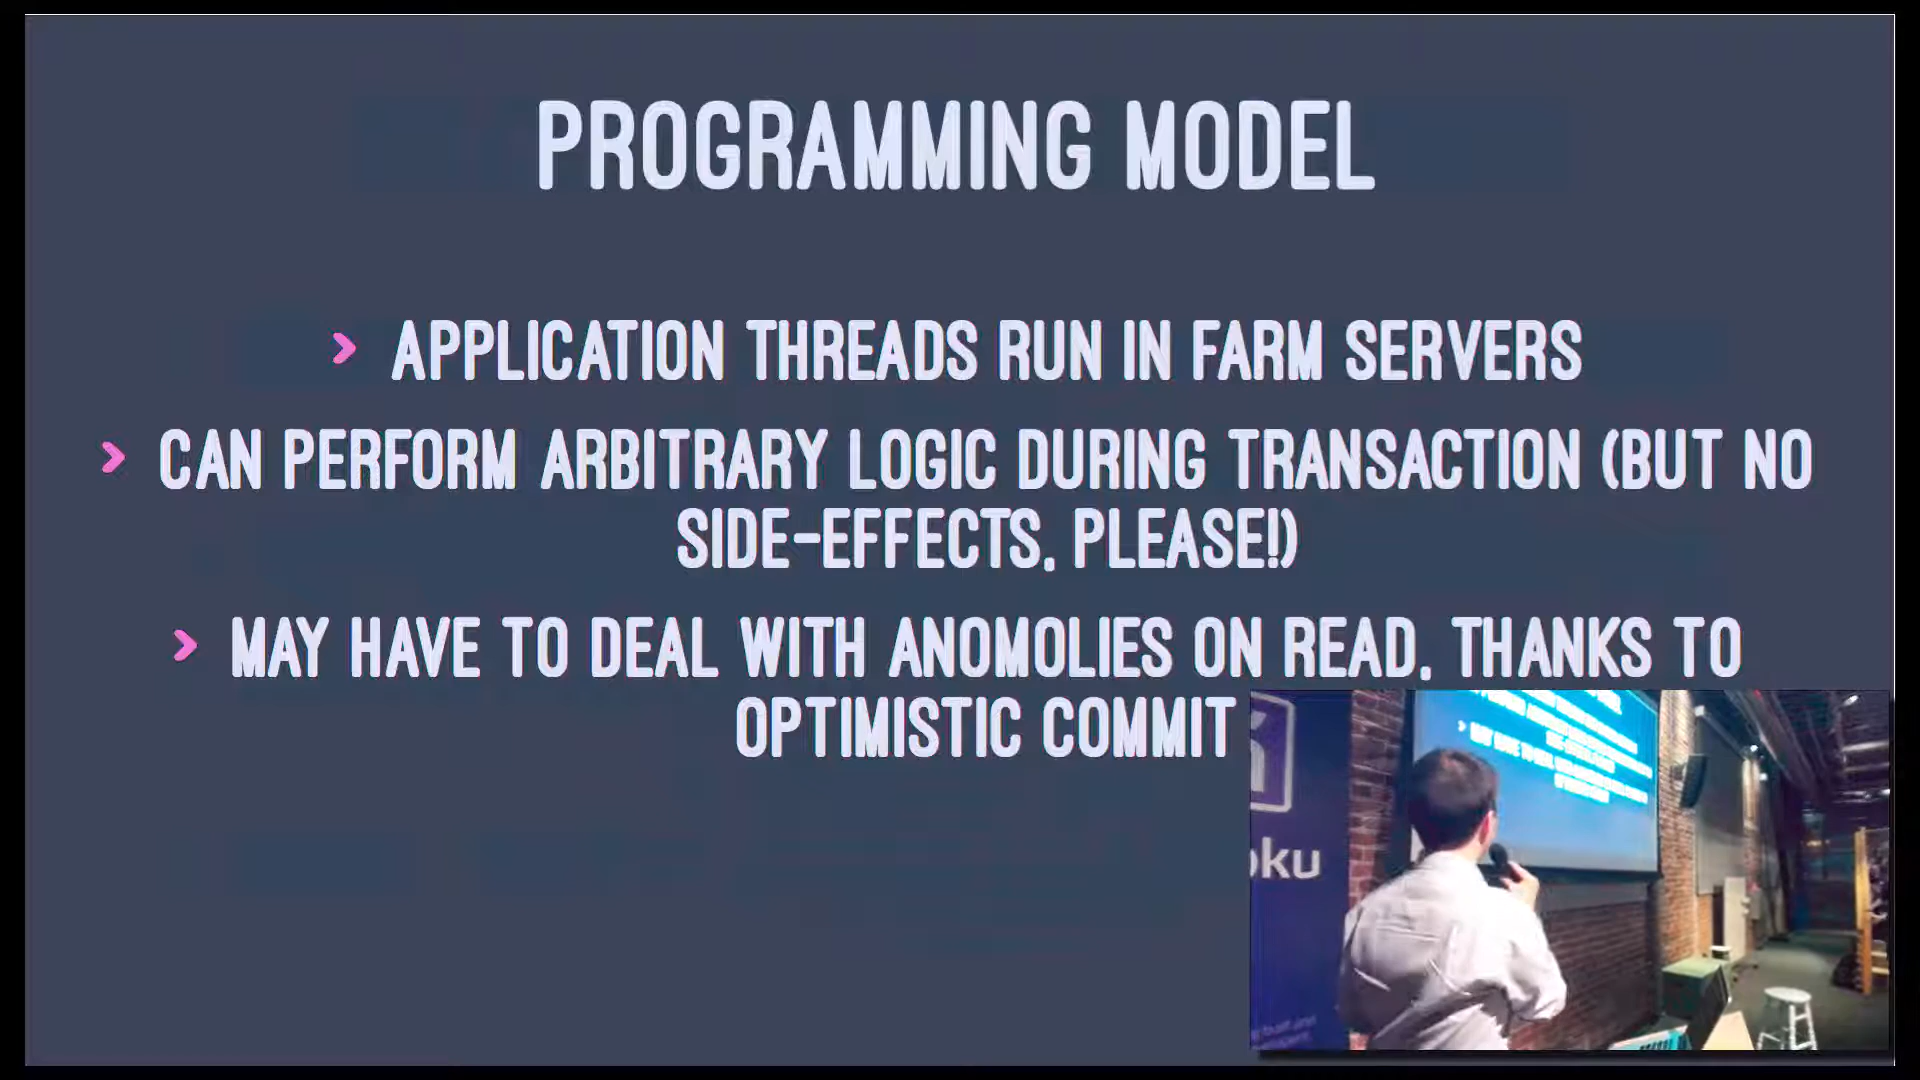 PROGRAMMING MODEL
› APPLICATION THREADS RUN IN FARM SERVERS
› CAN PERFORM ARBITRARY LOGIC DURING TRANSACTION (BUT NO
SIDE-EFFECTS, PLEASE!)
› MAY HAVE TO DEAL WITH ANOMOLIES ON READ, THANKS TO
OPTIMISTIC COMMIT
oku